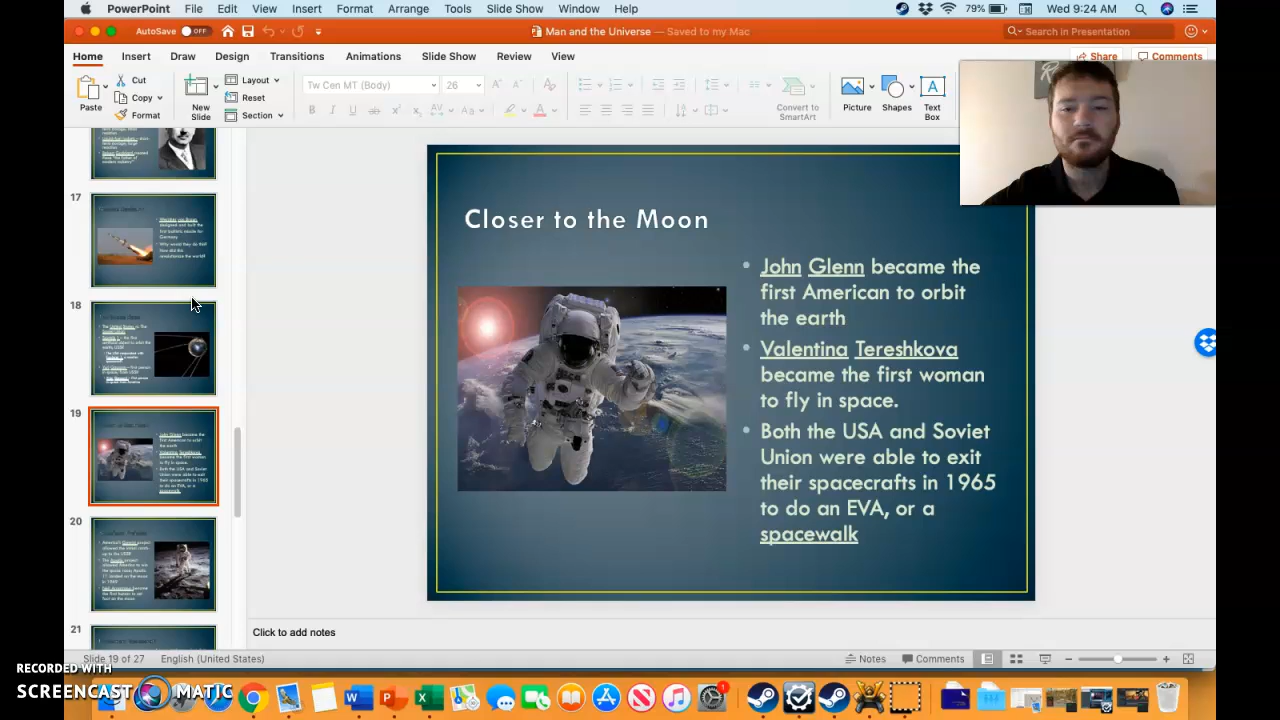 PowerPoint File Edit View Insert Format Arrange Tools Slide Show Window Help 79% Wed 9:24 AM
AutoSave OFF Man and the Universe — Saved to my Mac Search in Presentation
Home Insert Draw Design Transitions Animations Slide Show Review View Share Comments
Paste Cut Copy Format New Slide Layout Reset Section Tw Cen MT (Body) 26 Convert to SmartArt Picture Shapes Text Box
17
18
19
20
21
Closer to the Moon
John Glenn became the
first American to orbit
the earth
Valentina Tereshkova
became the first woman
to fly in space.
Both the USA and Soviet
Union were able to exit
their spacecrafts in 1965
to do an EVA, or a
spacewalk
Click to add notes
Slide 19 of 27 English (United States) Notes Comments
RECORDED WITH
SCREENCAST MATIC